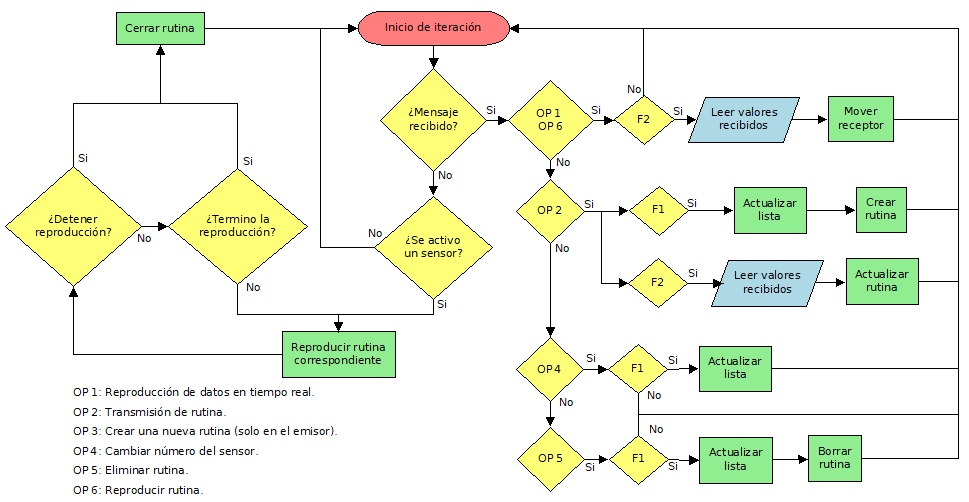 Cerrar rutina
Inicio de iteración
¿Mensaje
recibido?
Si
No
OP 1
OP 6
Si
No
F2
No
Si
Leer valores
recibidos
Mover
receptor
¿Detener
reproducción?
Si
No
¿Termino la
reproducción?
Si
No
¿Se activo
un sensor?
No
Si
OP 2
Si
No
F1
Si
Actualizar
lista
Crear
rutina
F2
Si
Leer valores
recibidos
Actualizar
rutina
Reproducir rutina
correspondiente
OP 4
Si
No
F1
Si
No
Actualizar
lista
OP 5
Si
F1
No
Si
Actualizar
lista
Borrar
rutina
OP 1: Reproducción de datos en tiempo real.
OP 2: Transmisión de rutina.
OP 3: Crear una nueva rutina (solo en el emisor).
OP 4: Cambiar número del sensor.
OP 5: Eliminar rutina.
OP 6: Reproducir rutina.